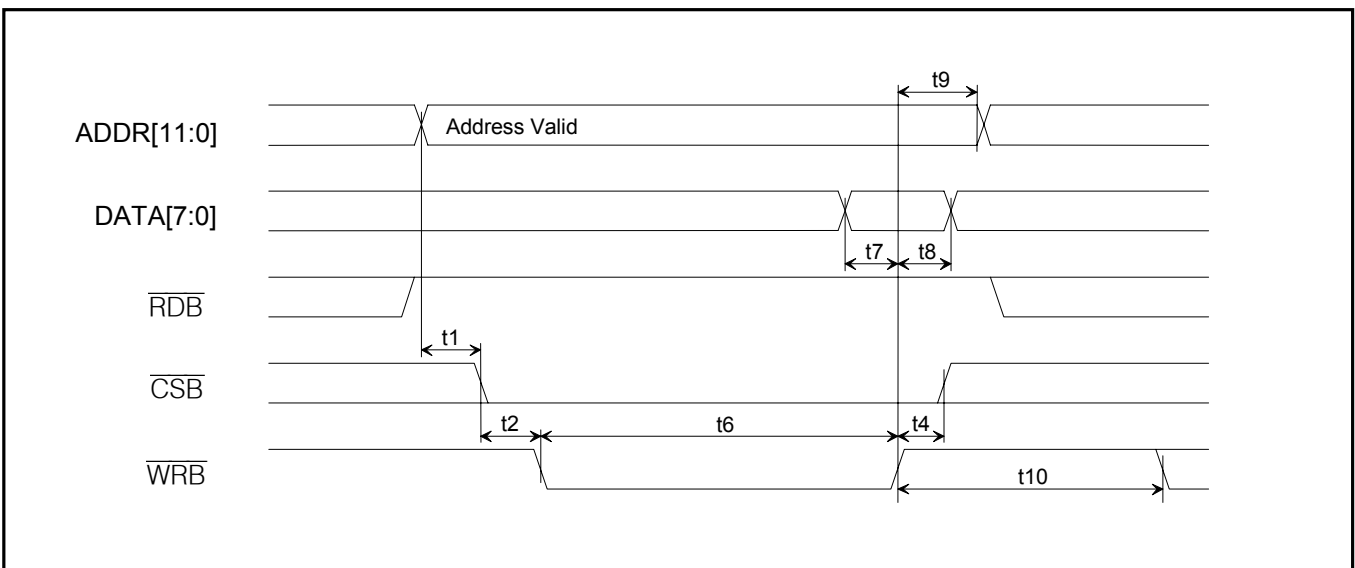 t9
ADDR[11:0]
Address Valid
DATA[7:0]
t7
t8
RDB
t1
CSB
t2
t6
t4
WRB
t10